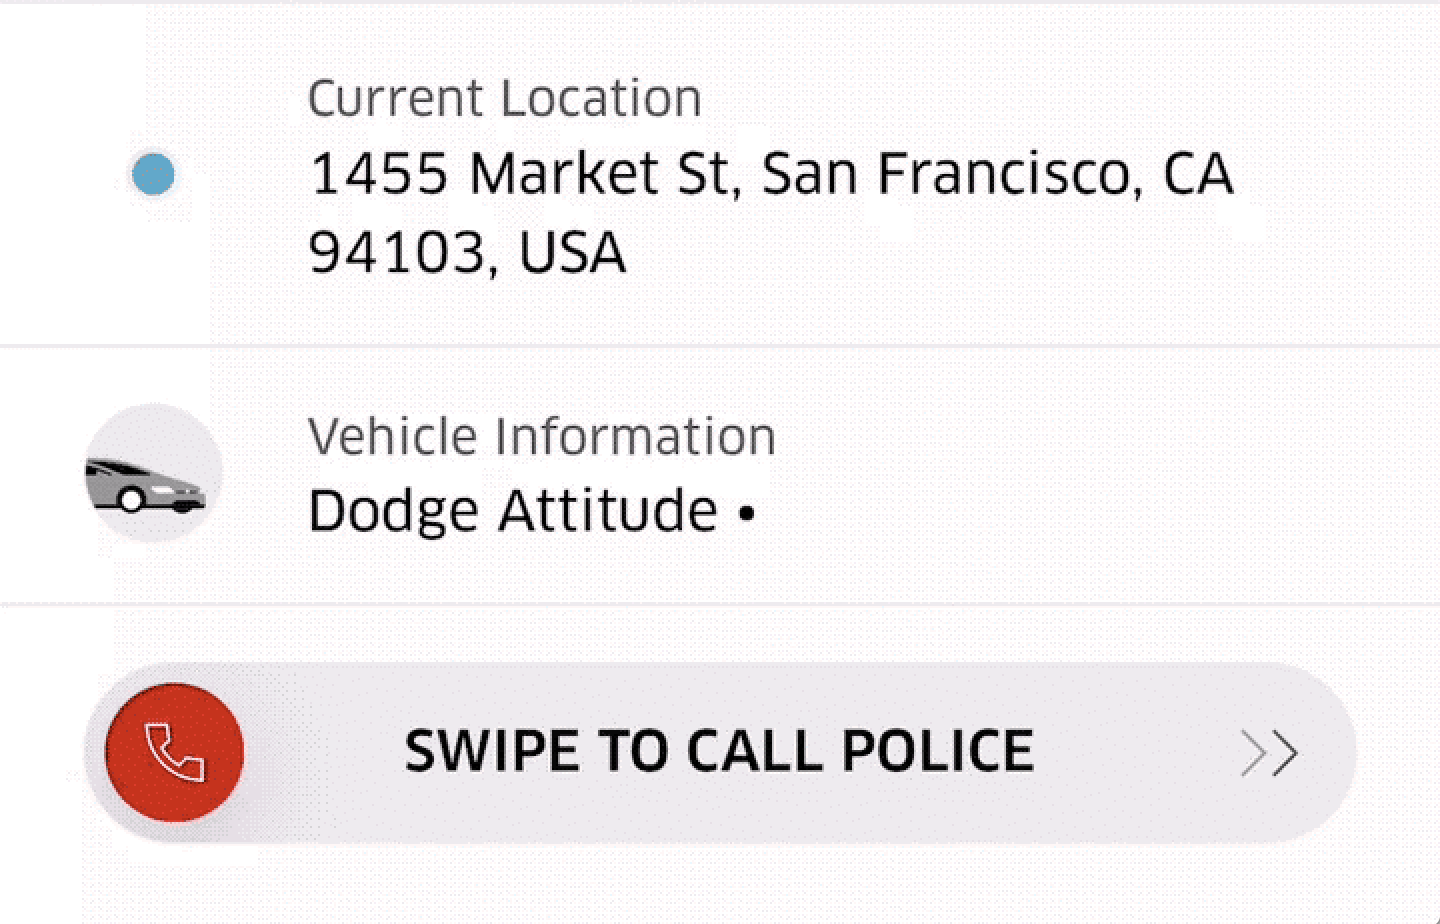 Current Location
1455 Market St, San Francisco, CA
94103, USA
Vehicle Information
Dodge Attitude •
SWIPE TO CALL POLICE